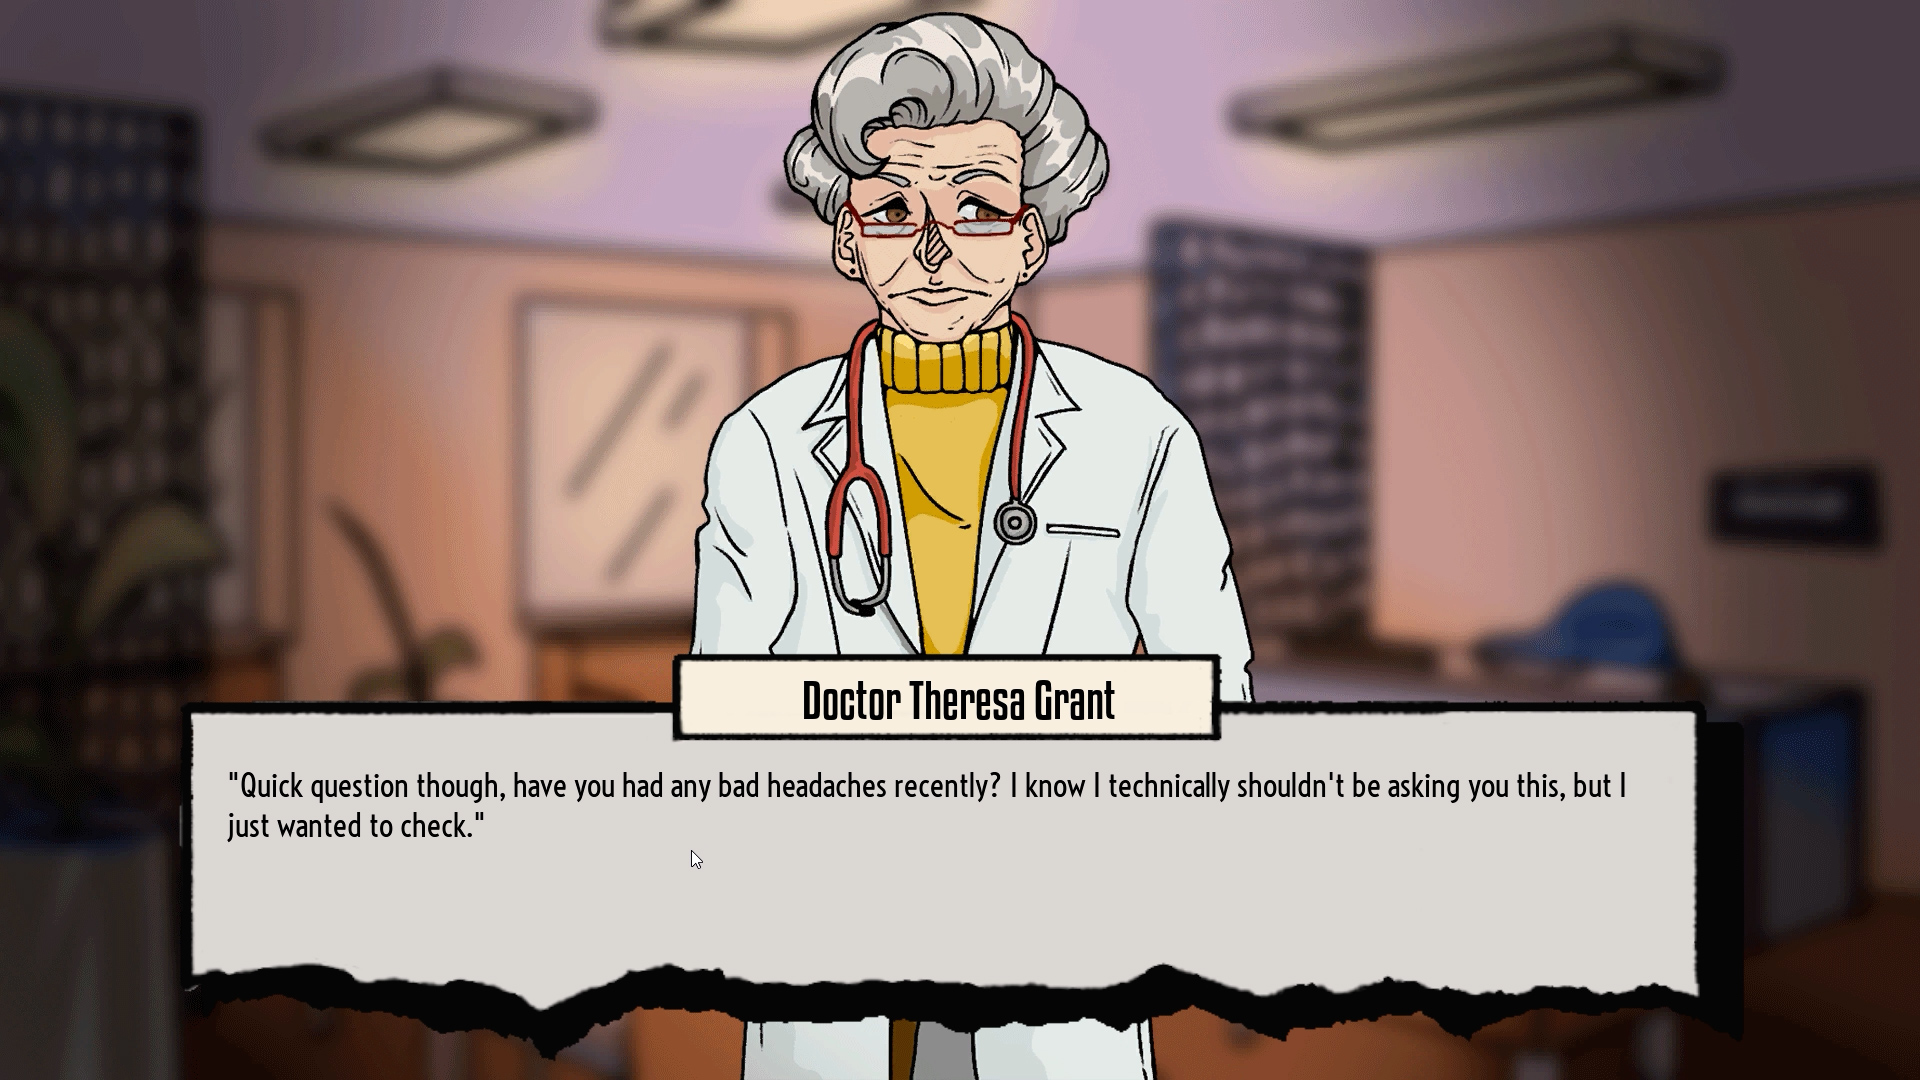 Doctor Theresa Grant
"Quick question though, have you had any bad headaches recently? I know I technically shouldn't be asking you this, but I
just wanted to check."